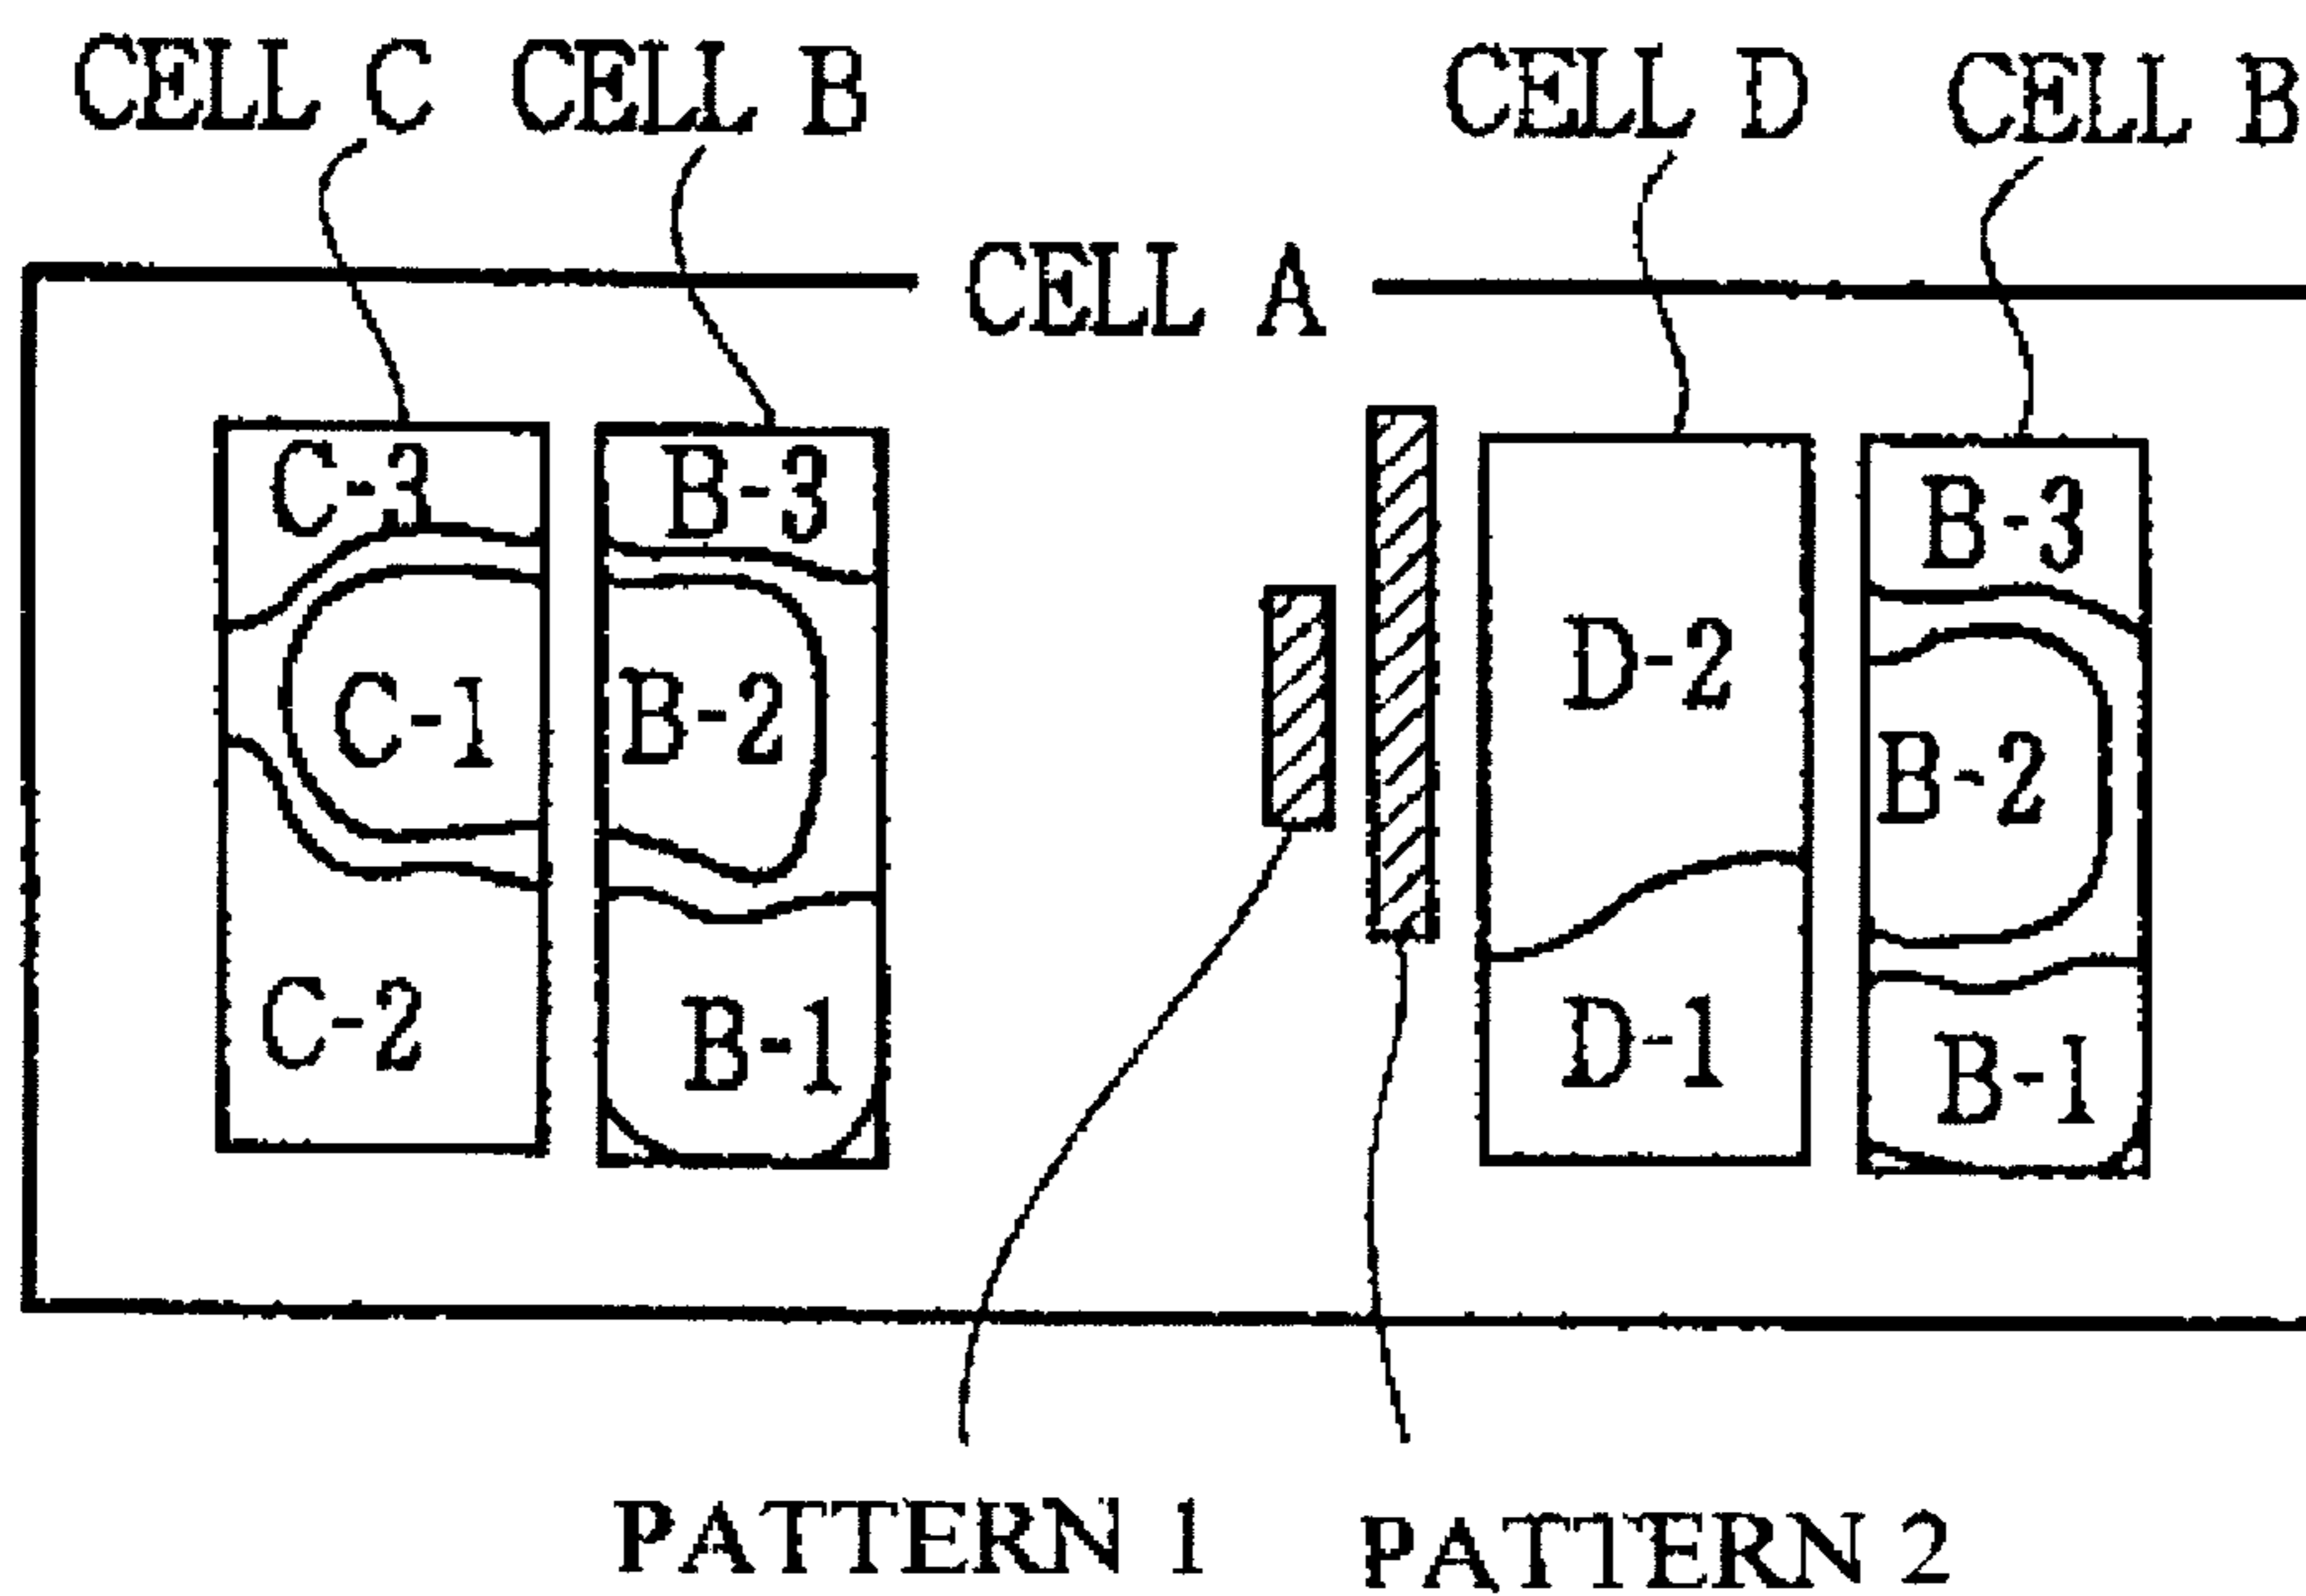 CELL C CELL B CELL D CELL B
CELL A
C-3 B-3 B-3
D-2
C-1 B-2 B-2
C-2 B-1 D-1 B-1
PATTERN 1 PATTERN 2